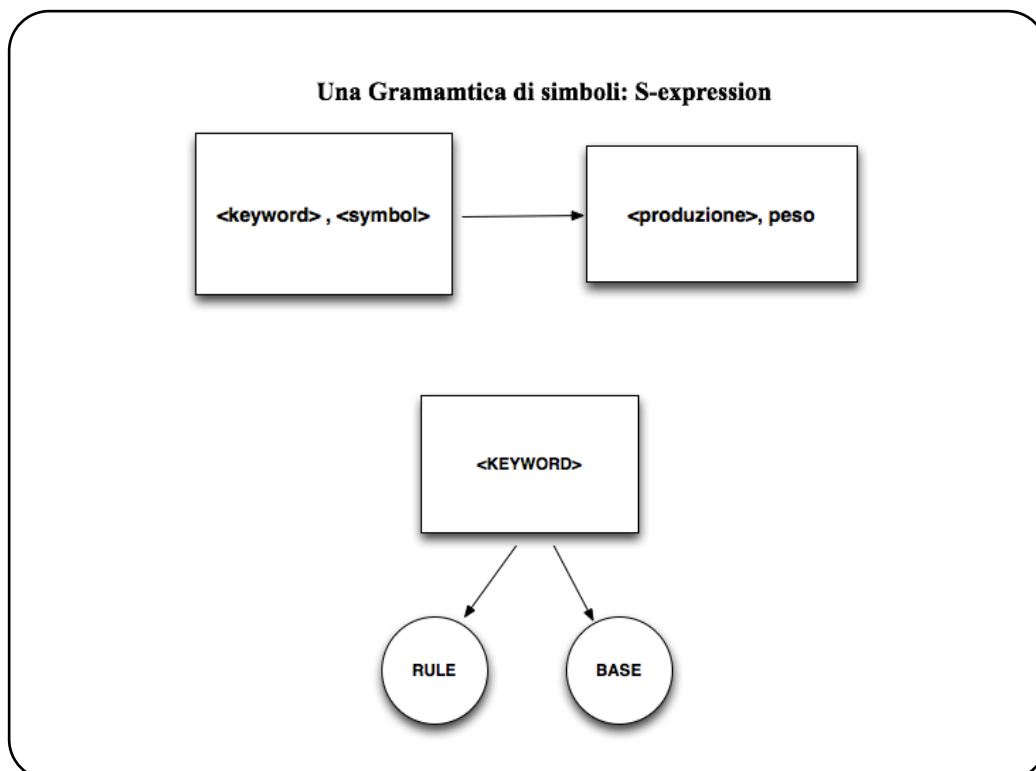 Una Gramamtica di simboli: S-expression
<keyword> , <symbol>
<produzione>, peso
<KEYWORD>
RULE
BASE